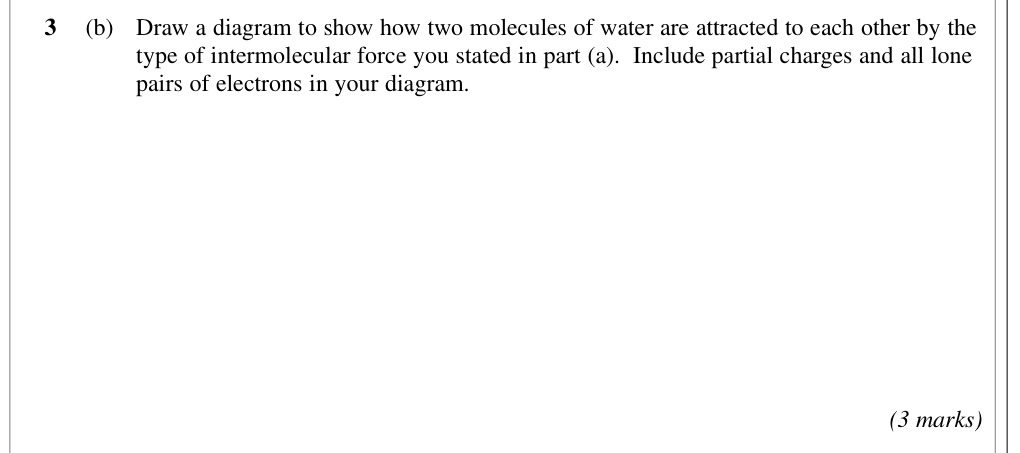 3 (b) Draw a diagram to show how two molecules of water are attracted to each other by the
type of intermolecular force you stated in part (a). Include partial charges and all lone
pairs of electrons in your diagram.
(3 marks)